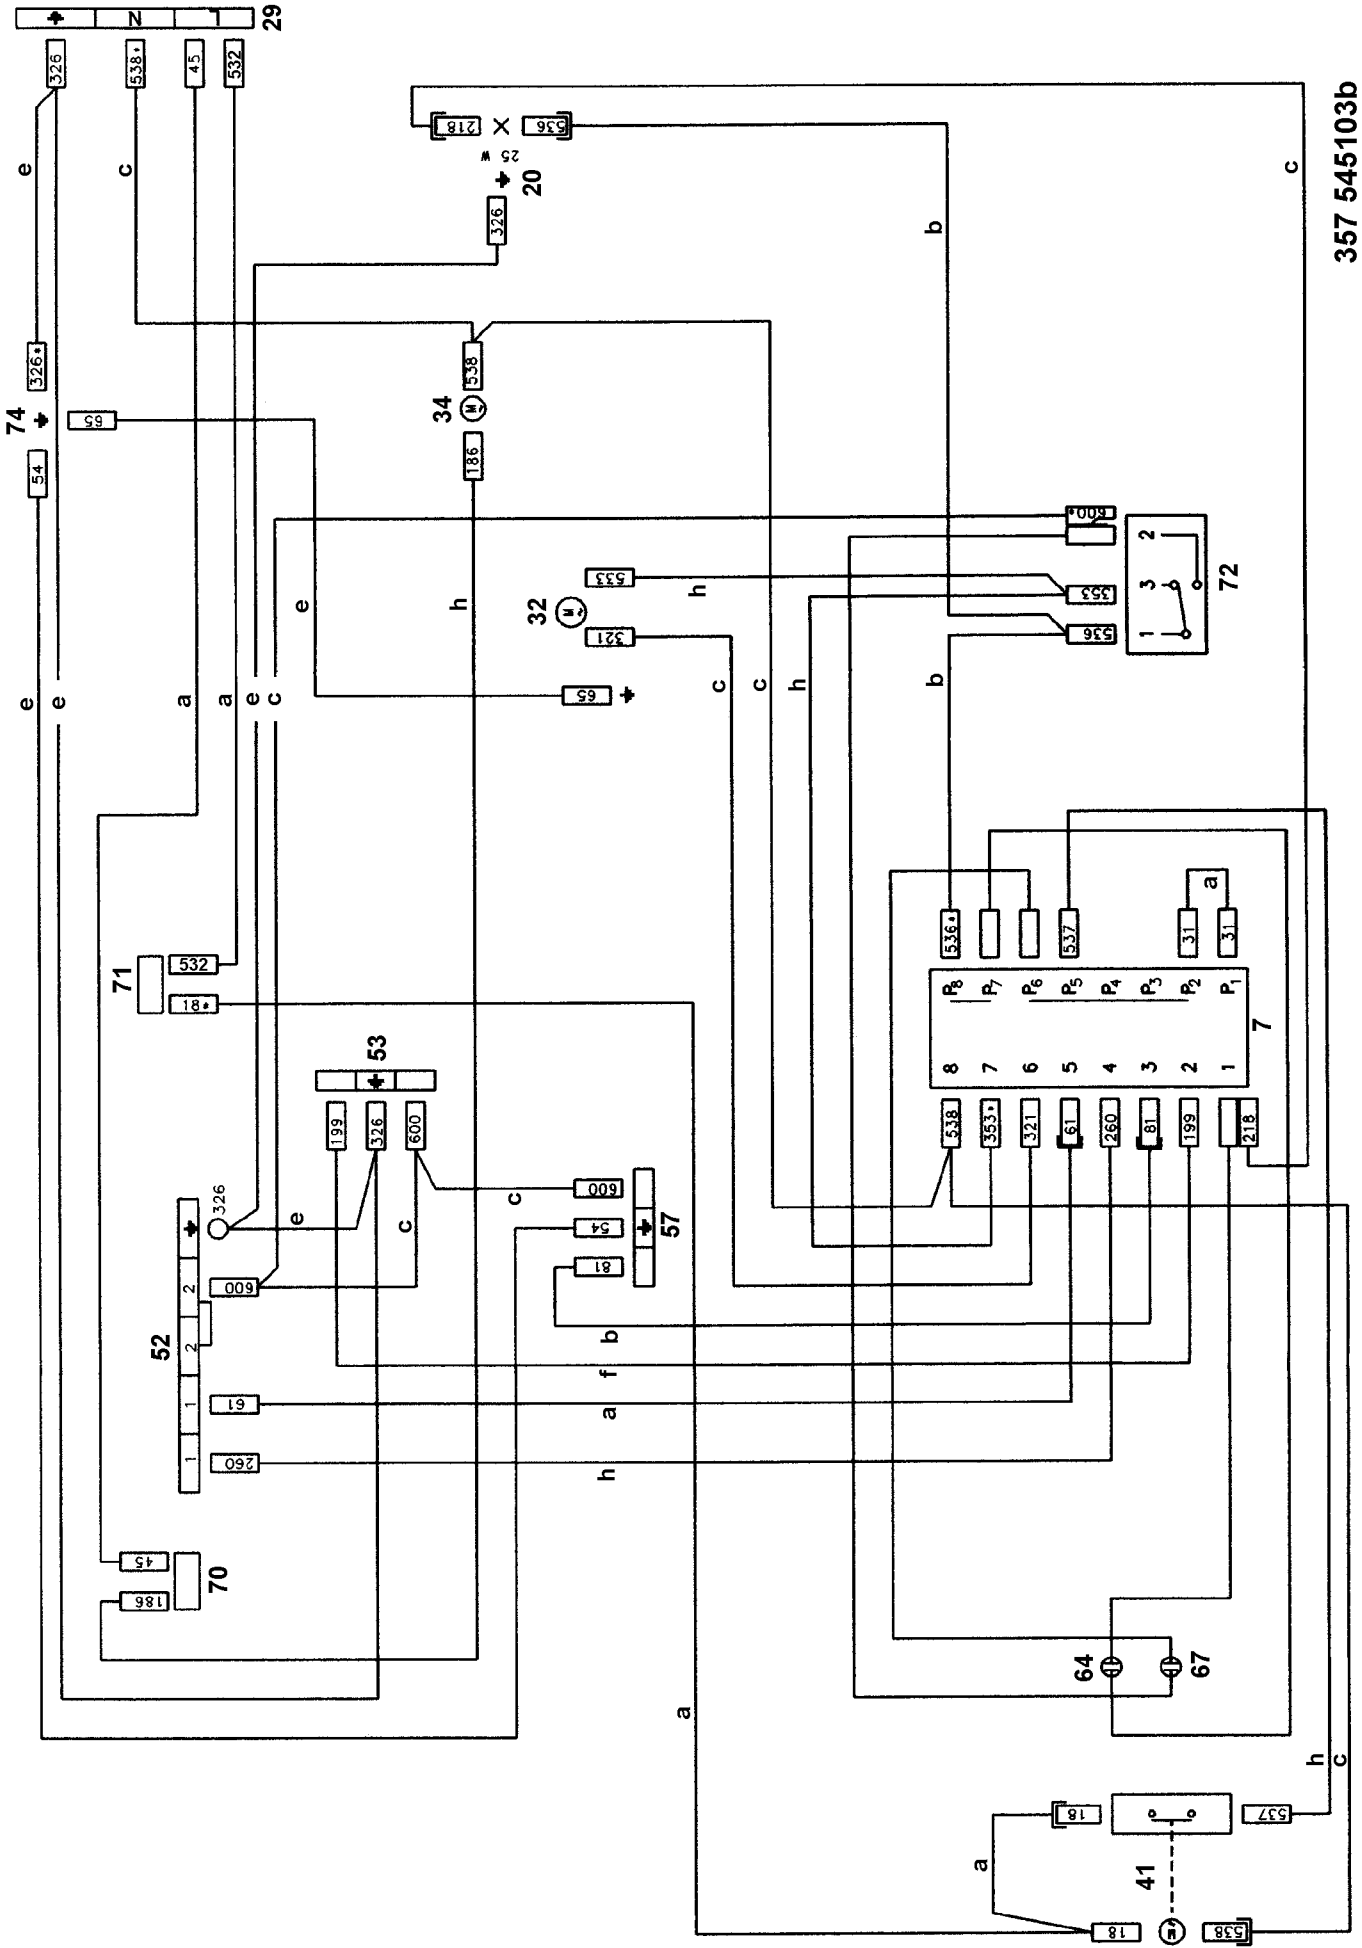 29
N
L
326
538*
45
532
e
c
218
536
25 W
20
326
b
c
357 545103b
74
326*
54
65
34
538
M
186
h
e
600*
32
533
M
321
h
353
536
2
3
1
72
65
e
e
a
a
e
c
c
c
h
b
71
532
18*
53
199
326
600
536*
537
31
31
a
P8
P7
P6
P5
P4
P3
P2
P1
7
8
7
6
5
4
3
2
1
538
353*
321
61
260
81
199
218
326
e
c
c
600
54
81
57
52
2
2
1
1
600
61
260
b
f
a
h
45
186
70
64
67
a
h
c
18
537
a
41
18
M
538